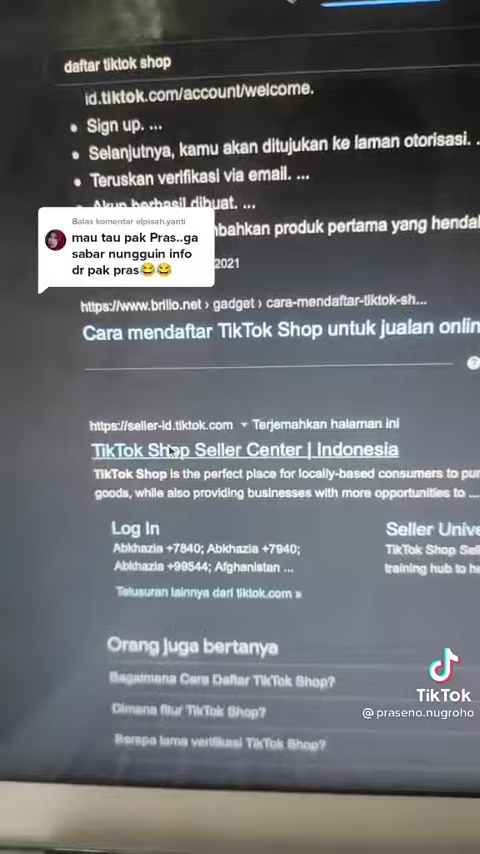 daftar tiktok shop
id.tiktok.com/account/welcome.
• Sign up. ...
• Selanjutnya, kamu akan ditujukan ke laman otorisasi. .
• Teruskan verifikasi via email. ...
• Akun berhasil dibuat. ...
Balas komentar elpisah.yanti
mau tau pak Pras..ga
sabar nungguin info
dr pak pras😂😂
mbahkan produk pertama yang hendal
2021
https://www.brilio.net › gadget › cara-mendaftar-tiktok-sh...
Cara mendaftar TikTok Shop untuk jualan onlin
https://seller-id.tiktok.com ▾ Terjemahkan halaman ini
TikTok Shop Seller Center | Indonesia
TikTok Shop is the perfect place for locally-based consumers to pur
goods, while also providing businesses with more opportunities to ...
Log In
Abkhazia +7840; Abkhazia +7940;
Abkhazia +99544; Afghanistan ...
Seller Unive
TikTok Shop Sell
training hub to he
Telusuran lainnya dari tiktok.com »
Orang juga bertanya
Bagaimana Cara Daftar TikTok Shop?
Dimana fitur TikTok Shop?
Berapa lama verifikasi TikTok Shop?
TikTok
@praseno.nugroho